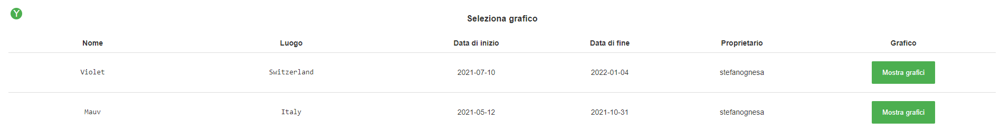 Y
Seleziona grafico
Nome Luogo Data di inizio Data di fine Proprietario Grafico
Violet Switzerland 2021-07-10 2022-01-04 stefanognesa Mostra grafici
Mauv Italy 2021-05-12 2021-10-31 stefanognesa Mostra grafici